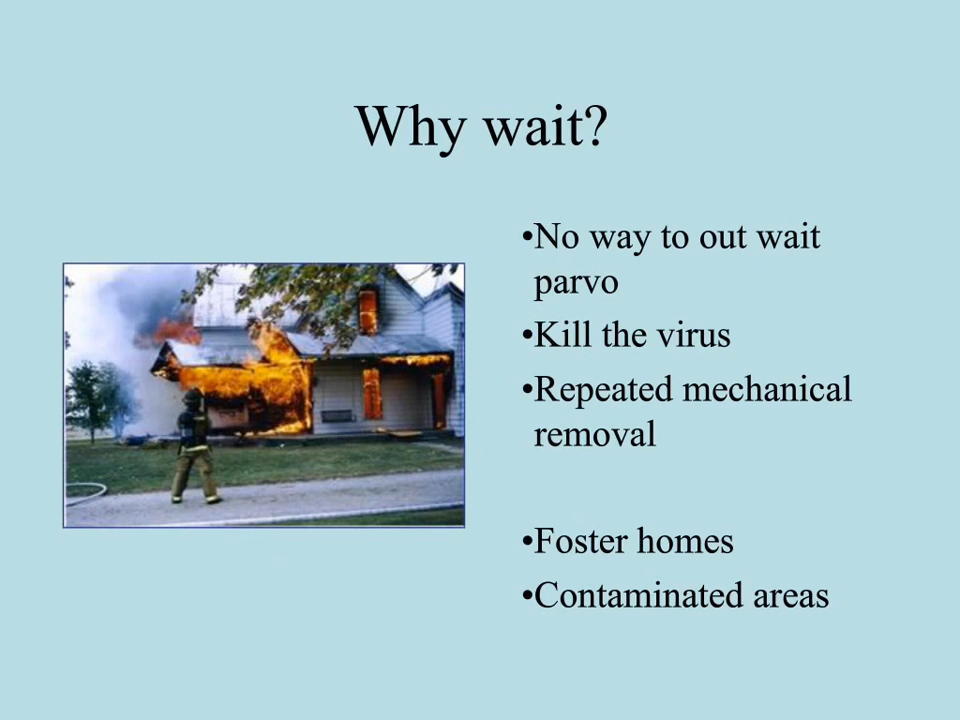 Why wait?
•No way to out wait
parvo
•Kill the virus
•Repeated mechanical
removal
•Foster homes
•Contaminated areas